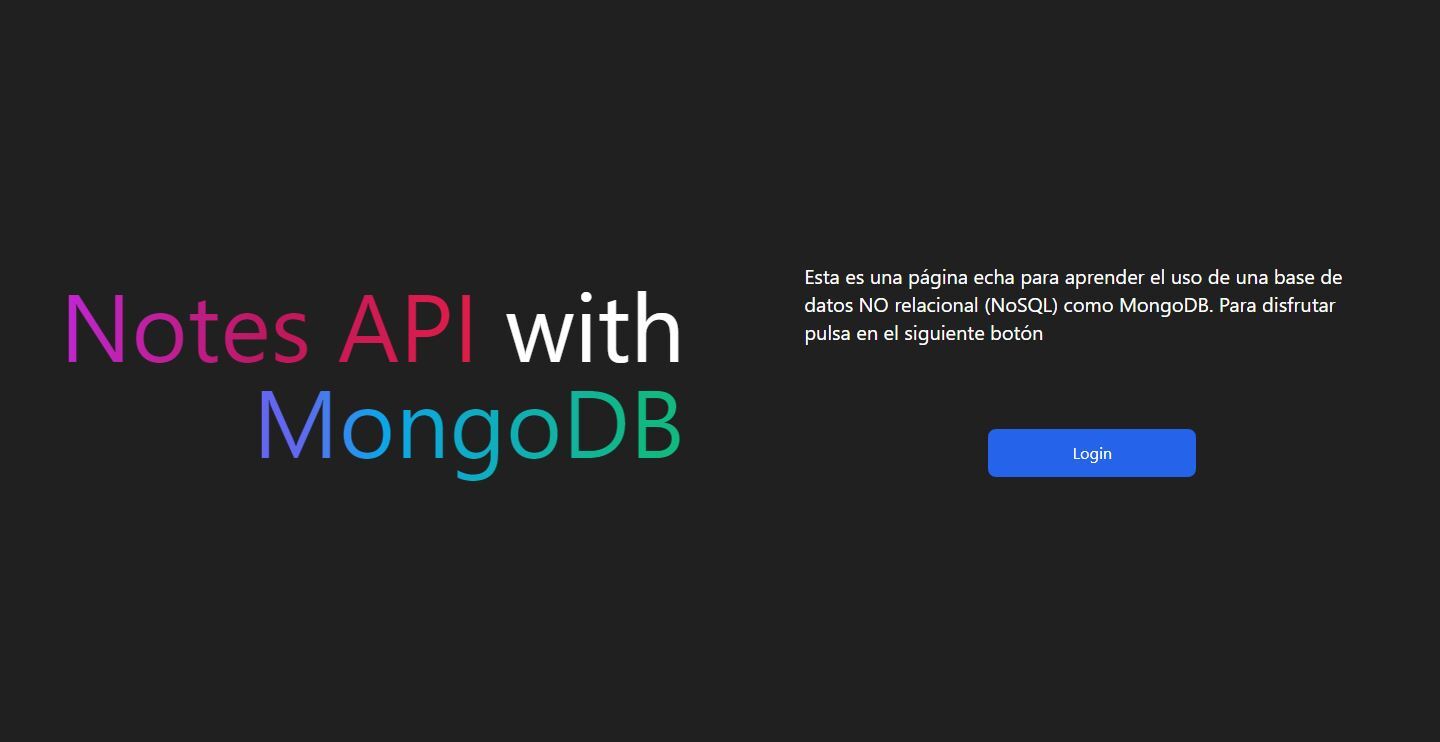 Notes API with
MongoDB
Esta es una página echa para aprender el uso de una base de
datos NO relacional (NoSQL) como MongoDB. Para disfrutar
pulsa en el siguiente botón
Login